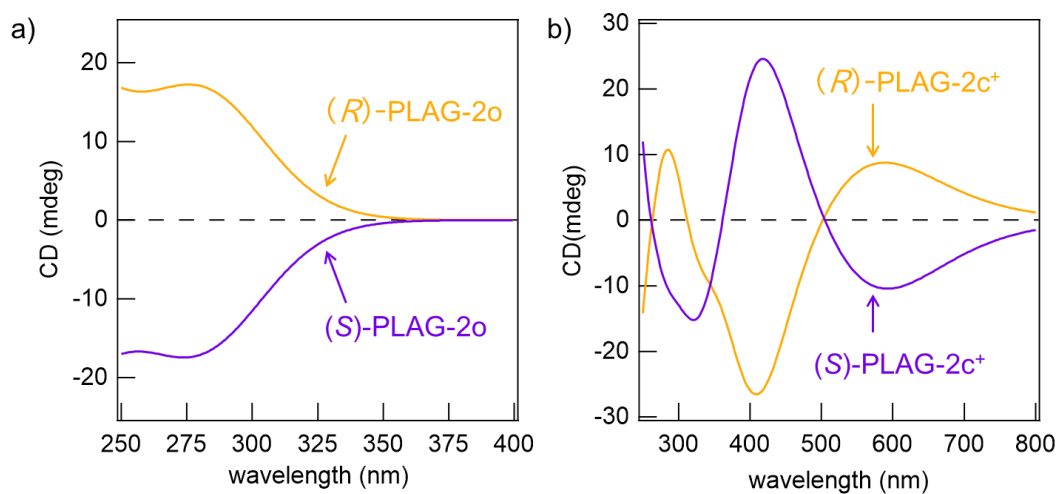 a)
20
10
0
-10
-20
CD (mdeg)
(R)-PLAG-2o
(S)-PLAG-2o
250 275 300 325 350 375 400
wavelength (nm)
b)
30
20
10
0
-10
-20
-30
CD(mdeg)
(R)-PLAG-2c⁺
(S)-PLAG-2c⁺
300 400 500 600 700 800
wavelength (nm)